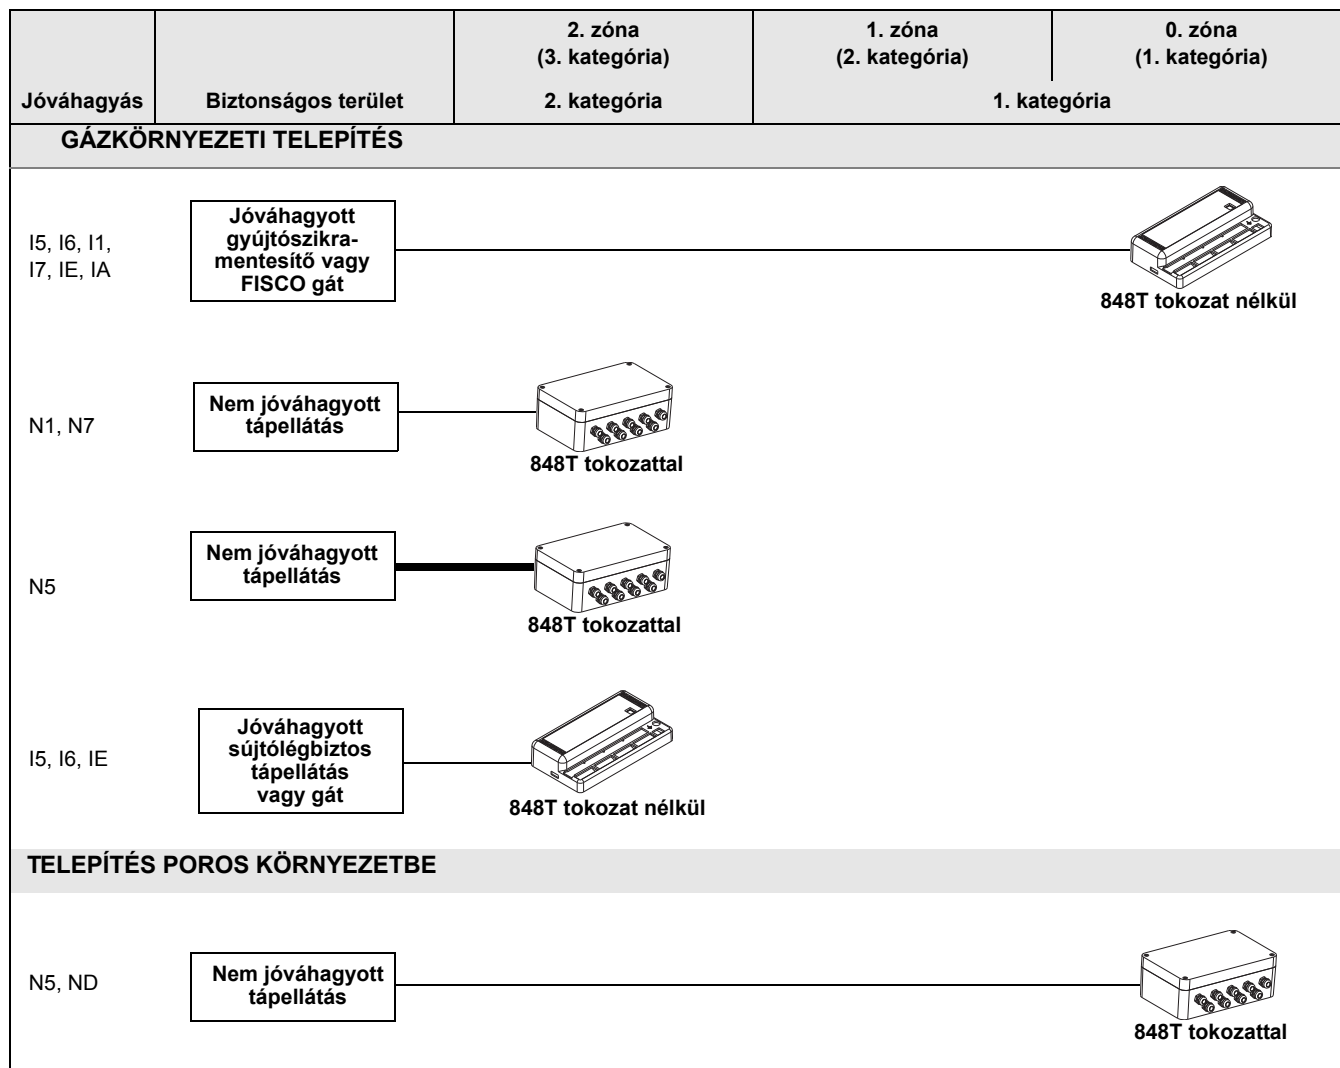 2. zóna
(3. kategória)
1. zóna
(2. kategória)
0. zóna
(1. kategória)
Jóváhagyás
Biztonságos terület
2. kategória
1. kategória
GÁZKÖRNYEZETI TELEPÍTÉS
I5, I6, I1,
I7, IE, IA
Jóváhagyott
gyújtószikra-
mentesítő vagy
FISCO gát
848T tokozat nélkül
N1, N7
Nem jóváhagyott
tápellátás
848T tokozattal
N5
Nem jóváhagyott
tápellátás
848T tokozattal
I5, I6, IE
Jóváhagyott
sújtólégbiztos
tápellátás
vagy gát
848T tokozat nélkül
TELEPÍTÉS POROS KÖRNYEZETBE
N5, ND
Nem jóváhagyott
tápellátás
848T tokozattal